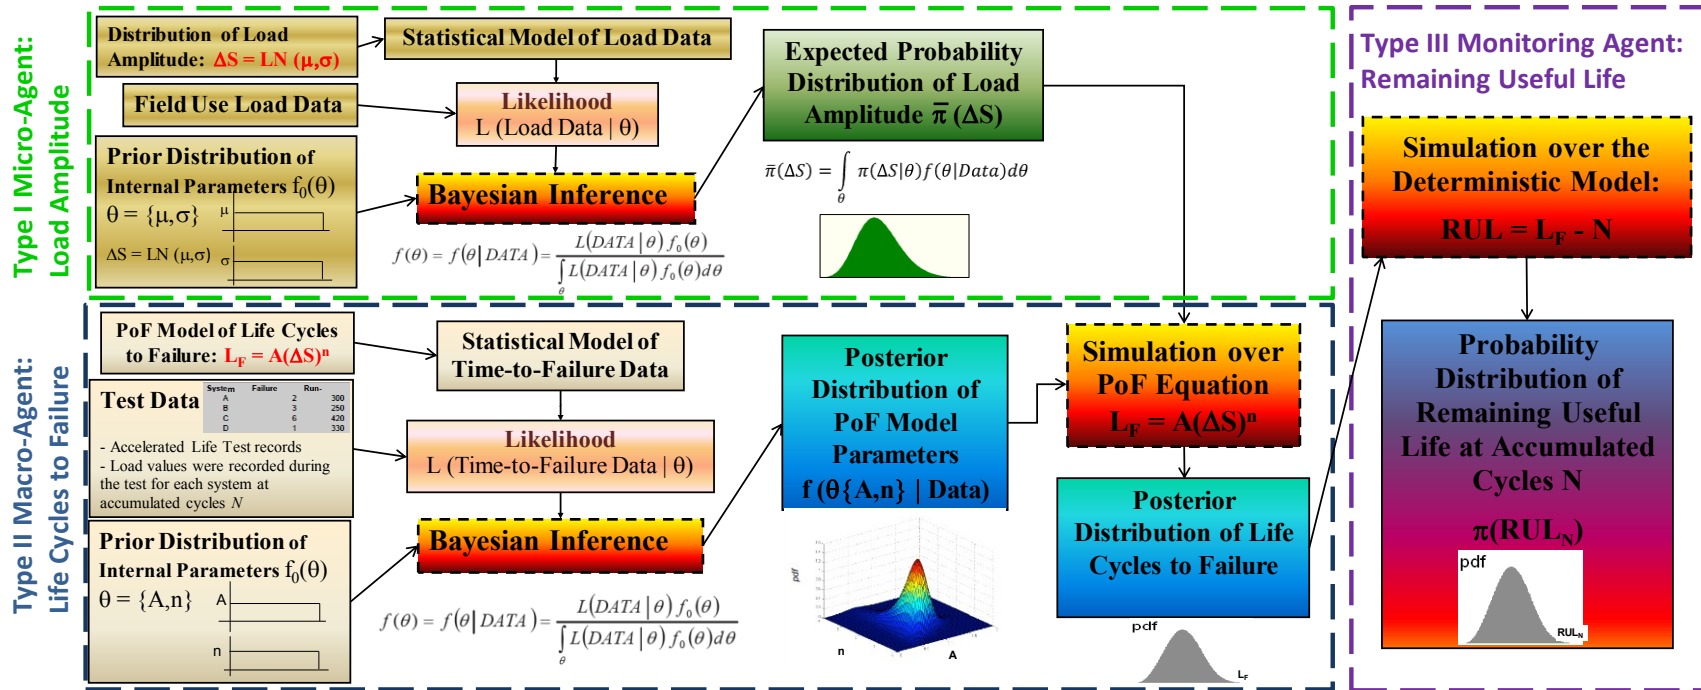 Type I Micro-Agent:
Load Amplitude
Distribution of Load
Amplitude: ΔS = LN (μ,σ)
Statistical Model of Load Data
Field Use Load Data
Likelihood
L (Load Data | θ)
Prior Distribution of
Internal Parameters f₀(θ)
θ = {μ,σ}
μ
ΔS = LN (μ,σ)
σ
Bayesian Inference
f(θ) = f(θ|DATA) = L(DATA|θ) f₀(θ) / ∫θ L(DATA|θ) f₀(θ)dθ
Expected Probability
Distribution of Load
Amplitude π̄ (ΔS)
π̄(ΔS) = ∫θ π(ΔS|θ)f(θ|Data)dθ
Type II Macro-Agent:
Life Cycles to Failure
PoF Model of Life Cycles
to Failure: L_F = A(ΔS)ⁿ
Statistical Model of
Time-to-Failure Data
Test Data
System Failure Run-
A 2 300
B 3 250
C 6 420
D 1 330
- Accelerated Life Test records
- Load values were recorded during
the test for each system at
accumulated cycles N
Likelihood
L (Time-to-Failure Data | θ)
Prior Distribution of
Internal Parameters f₀(θ)
θ = {A,n}
A
n
Bayesian Inference
f(θ) = f(θ|DATA) = L(DATA|θ) f₀(θ) / ∫θ L(DATA|θ) f₀(θ)dθ
Posterior
Distribution of
PoF Model
Parameters
f (θ{A,n} | Data)
pdf
n
A
Simulation over
PoF Equation
L_F = A(ΔS)ⁿ
Posterior
Distribution of Life
Cycles to Failure
pdf
L_F
Type III Monitoring Agent:
Remaining Useful Life
Simulation over the
Deterministic Model:
RUL = L_F - N
Probability
Distribution of
Remaining Useful
Life at Accumulated
Cycles N
π(RUL_N)
pdf
RUL_N